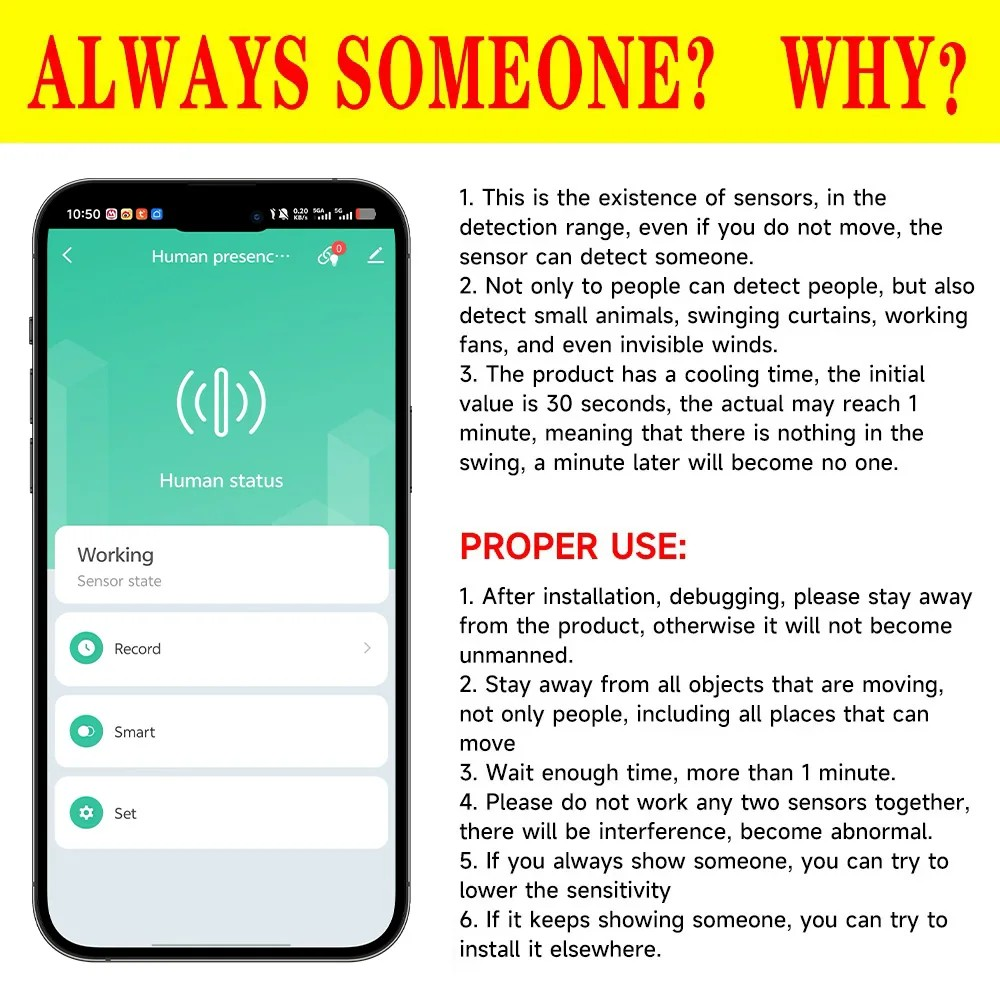 ALWAYS SOMEONE? WHY?
10:50
0.20 KB/s 5GA 5G
Human presenc···
0
Human status
Working
Sensor state
Record
Smart
Set
1. This is the existence of sensors, in the
detection range, even if you do not move, the
sensor can detect someone.
2. Not only to people can detect people, but also
detect small animals, swinging curtains, working
fans, and even invisible winds.
3. The product has a cooling time, the initial
value is 30 seconds, the actual may reach 1
minute, meaning that there is nothing in the
swing, a minute later will become no one.
PROPER USE:
1. After installation, debugging, please stay away
from the product, otherwise it will not become
unmanned.
2. Stay away from all objects that are moving,
not only people, including all places that can
move
3. Wait enough time, more than 1 minute.
4. Please do not work any two sensors together,
there will be interference, become abnormal.
5. If you always show someone, you can try to
lower the sensitivity
6. If it keeps showing someone, you can try to
install it elsewhere.